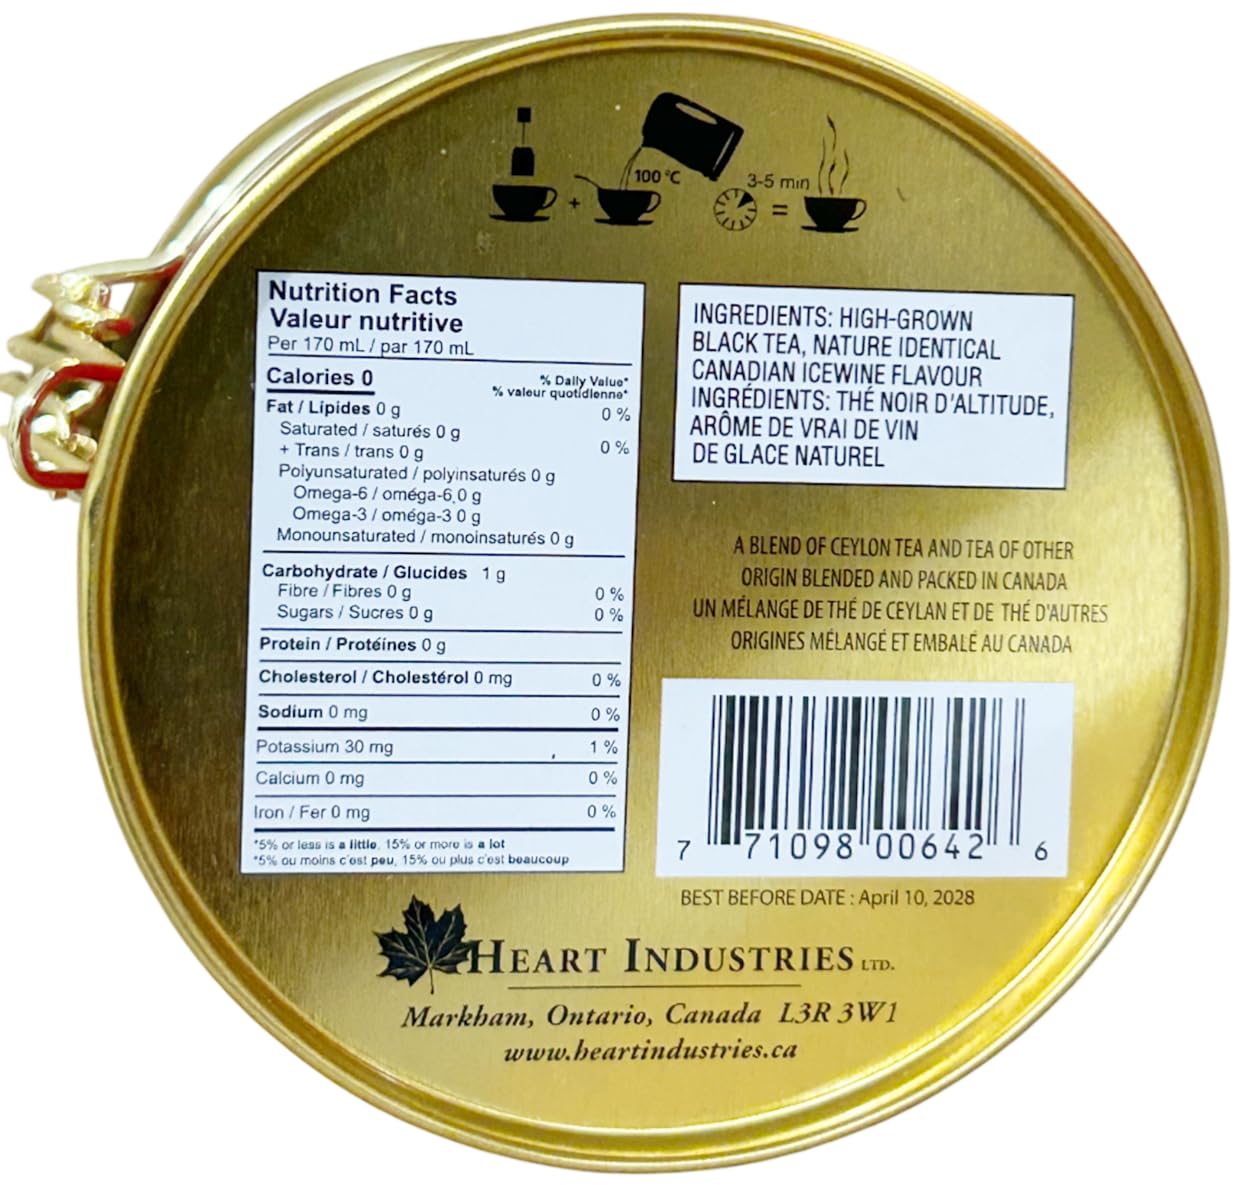 100 °C
3-5 min
+
=
Nutrition Facts
Valeur nutritive
Per 170 mL / par 170 mL
Calories 0
% Daily Value*
% valeur quotidienne*
Fat / Lipides 0 g 0 %
Saturated / saturés 0 g
+ Trans / trans 0 g 0 %
Polyunsaturated / polyinsaturés 0 g
Omega-6 / oméga-6 0 g
Omega-3 / oméga-3 0 g
Monounsaturated / monoinsaturés 0 g
Carbohydrate / Glucides 1 g
Fibre / Fibres 0 g 0 %
Sugars / Sucres 0 g 0 %
Protein / Protéines 0 g
Cholesterol / Cholestérol 0 mg 0 %
Sodium 0 mg 0 %
Potassium 30 mg 1 %
Calcium 0 mg 0 %
Iron / Fer 0 mg 0 %
*5% or less is a little, 15% or more is a lot
*5% ou moins c'est peu, 15% ou plus c'est beaucoup
INGREDIENTS: HIGH-GROWN
BLACK TEA, NATURE IDENTICAL
CANADIAN ICEWINE FLAVOUR
INGRÉDIENTS: THÉ NOIR D'ALTITUDE,
ARÔME DE VRAI DE VIN
DE GLACE NATUREL
A BLEND OF CEYLON TEA AND TEA OF OTHER
ORIGIN BLENDED AND PACKED IN CANADA
UN MÉLANGE DE THÉ DE CEYLAN ET DE THÉ D'AUTRES
ORIGINES MÉLANGÉ ET EMBALÉ AU CANADA
7 71098 00642 6
BEST BEFORE DATE : April 10, 2028
HEART INDUSTRIES LTD.
Markham, Ontario, Canada L3R 3W1
www.heartindustries.ca